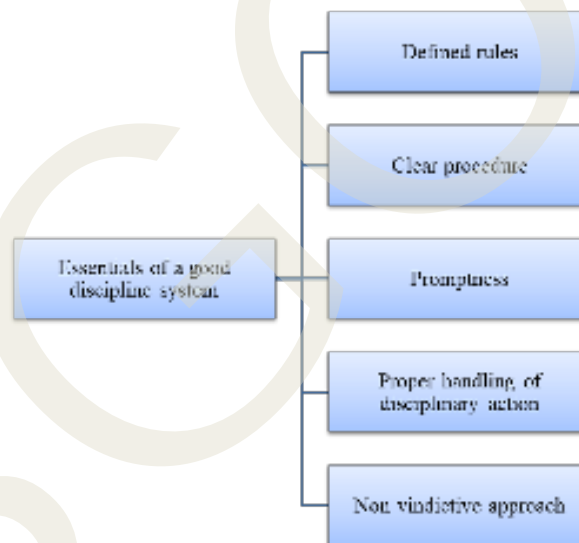 Defined rules
Clear procedure
Essentials of a good
discipline system
Promptness
Proper handling of
disciplinary action
Non vindictive approach